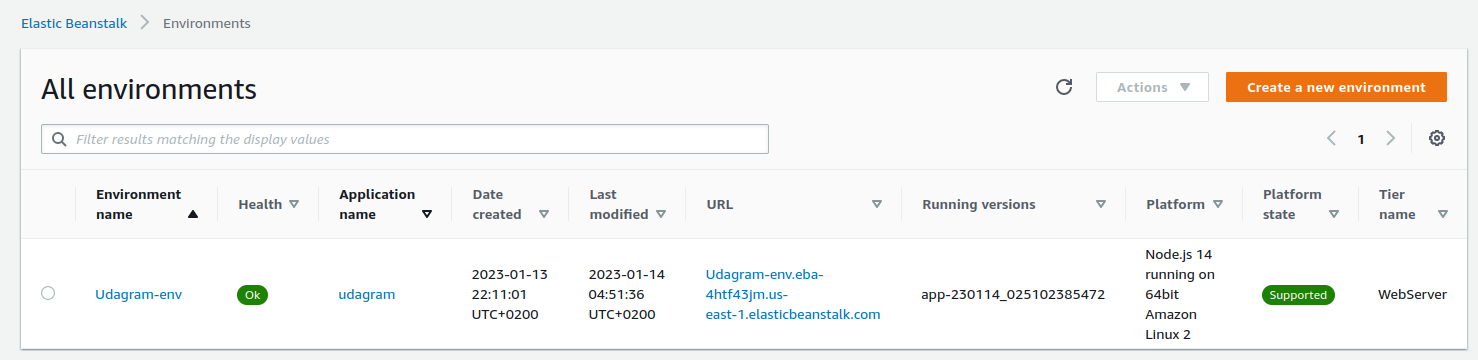 Elastic Beanstalk
Environments
All environments
Actions
Create a new environment
Filter results matching the display values
1
Environment
name
Health
Application
name
Date
created
Last
modified
URL
Running versions
Platform
Platform
state
Tier
name
Udagram-env
Ok
udagram
2023-01-13
22:11:01
UTC+0200
2023-01-14
04:51:36
UTC+0200
Udagram-env.eba-
4htf43jm.us-
east-1.elasticbeanstalk.com
app-230114_025102385472
Node.js 14
running on
64bit
Amazon
Linux 2
Supported
WebServer